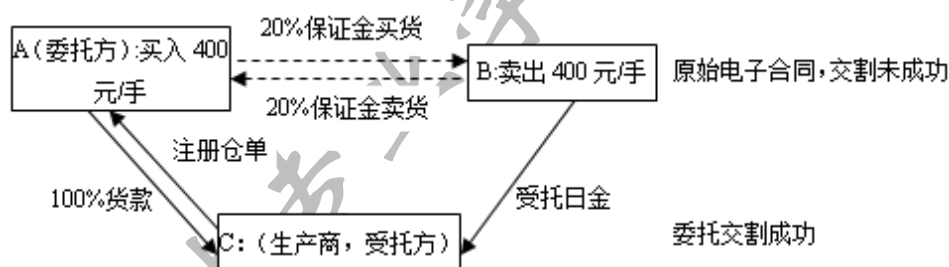 20%保证金买货
A(委托方):买入 400
元/手
B:卖出 400 元/手
原始电子合同,交割未成功
20%保证金卖货
注册仓单
100%货款
受托日金
C:(生产商,受托方)
委托交割成功